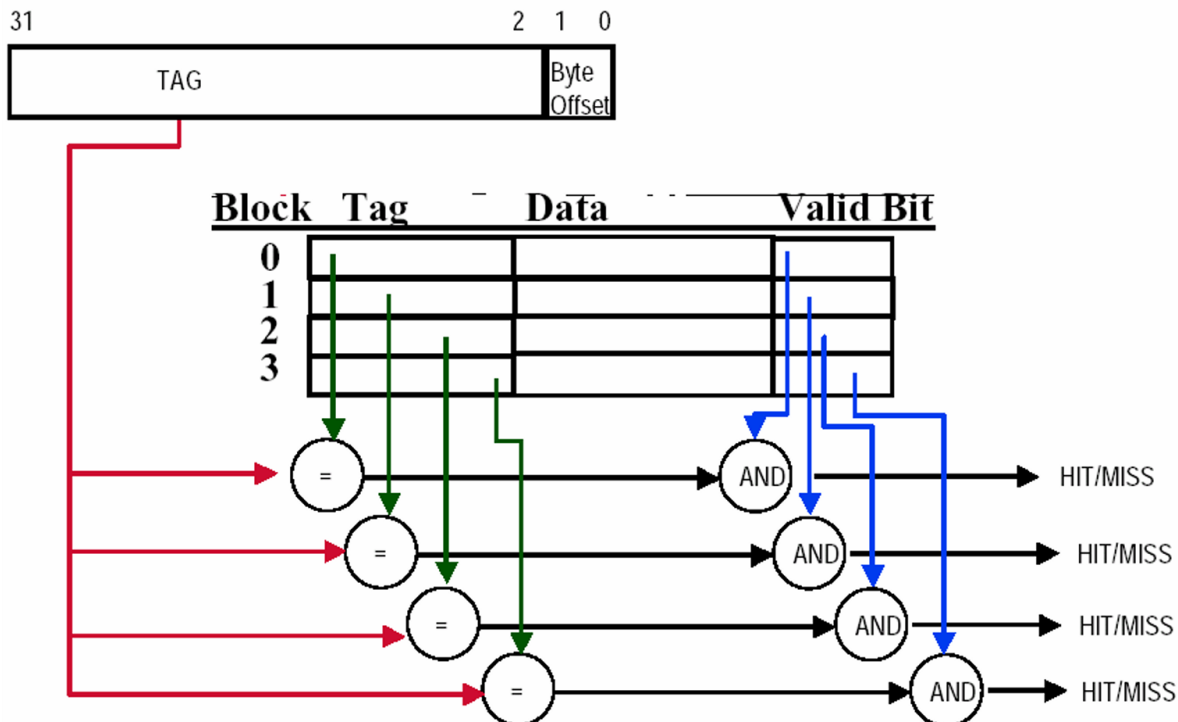 31 2 1 0
TAG
Byte
Offset
Block Tag Data Valid Bit
0
1
2
3
= AND HIT/MISS
= AND HIT/MISS
= AND HIT/MISS
= AND HIT/MISS